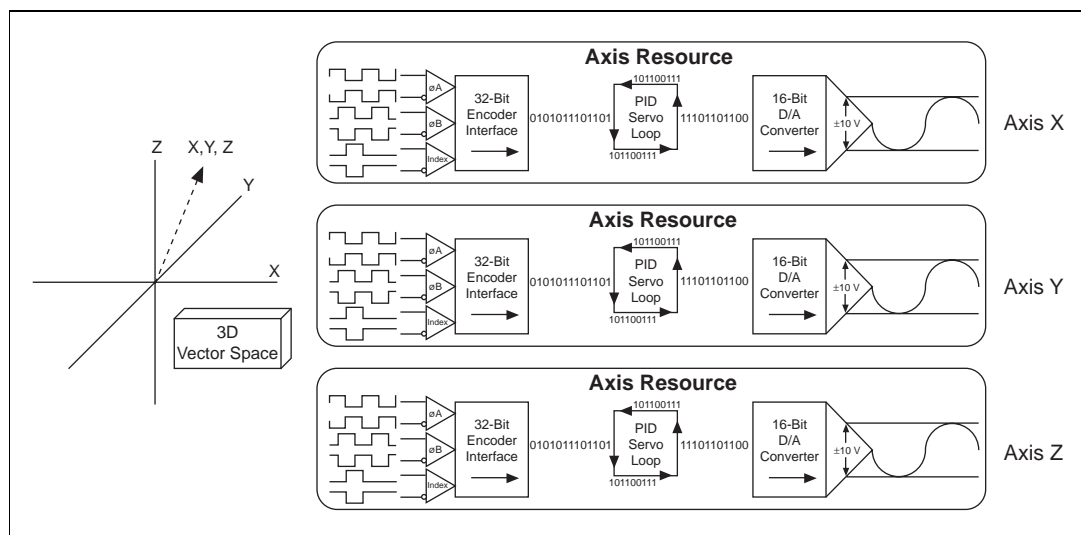 Z
X,Y, Z
Y
X
3D
Vector Space
Axis Resource
øA
øB
Index
32-Bit
Encoder
Interface
0101011101101
101100111
PID
Servo
Loop
101100111
11101101100
16-Bit
D/A
Converter
±10 V
Axis X
Axis Resource
øA
øB
Index
32-Bit
Encoder
Interface
0101011101101
101100111
PID
Servo
Loop
101100111
11101101100
16-Bit
D/A
Converter
±10 V
Axis Y
Axis Resource
øA
øB
Index
32-Bit
Encoder
Interface
0101011101101
101100111
PID
Servo
Loop
101100111
11101101100
16-Bit
D/A
Converter
±10 V
Axis Z